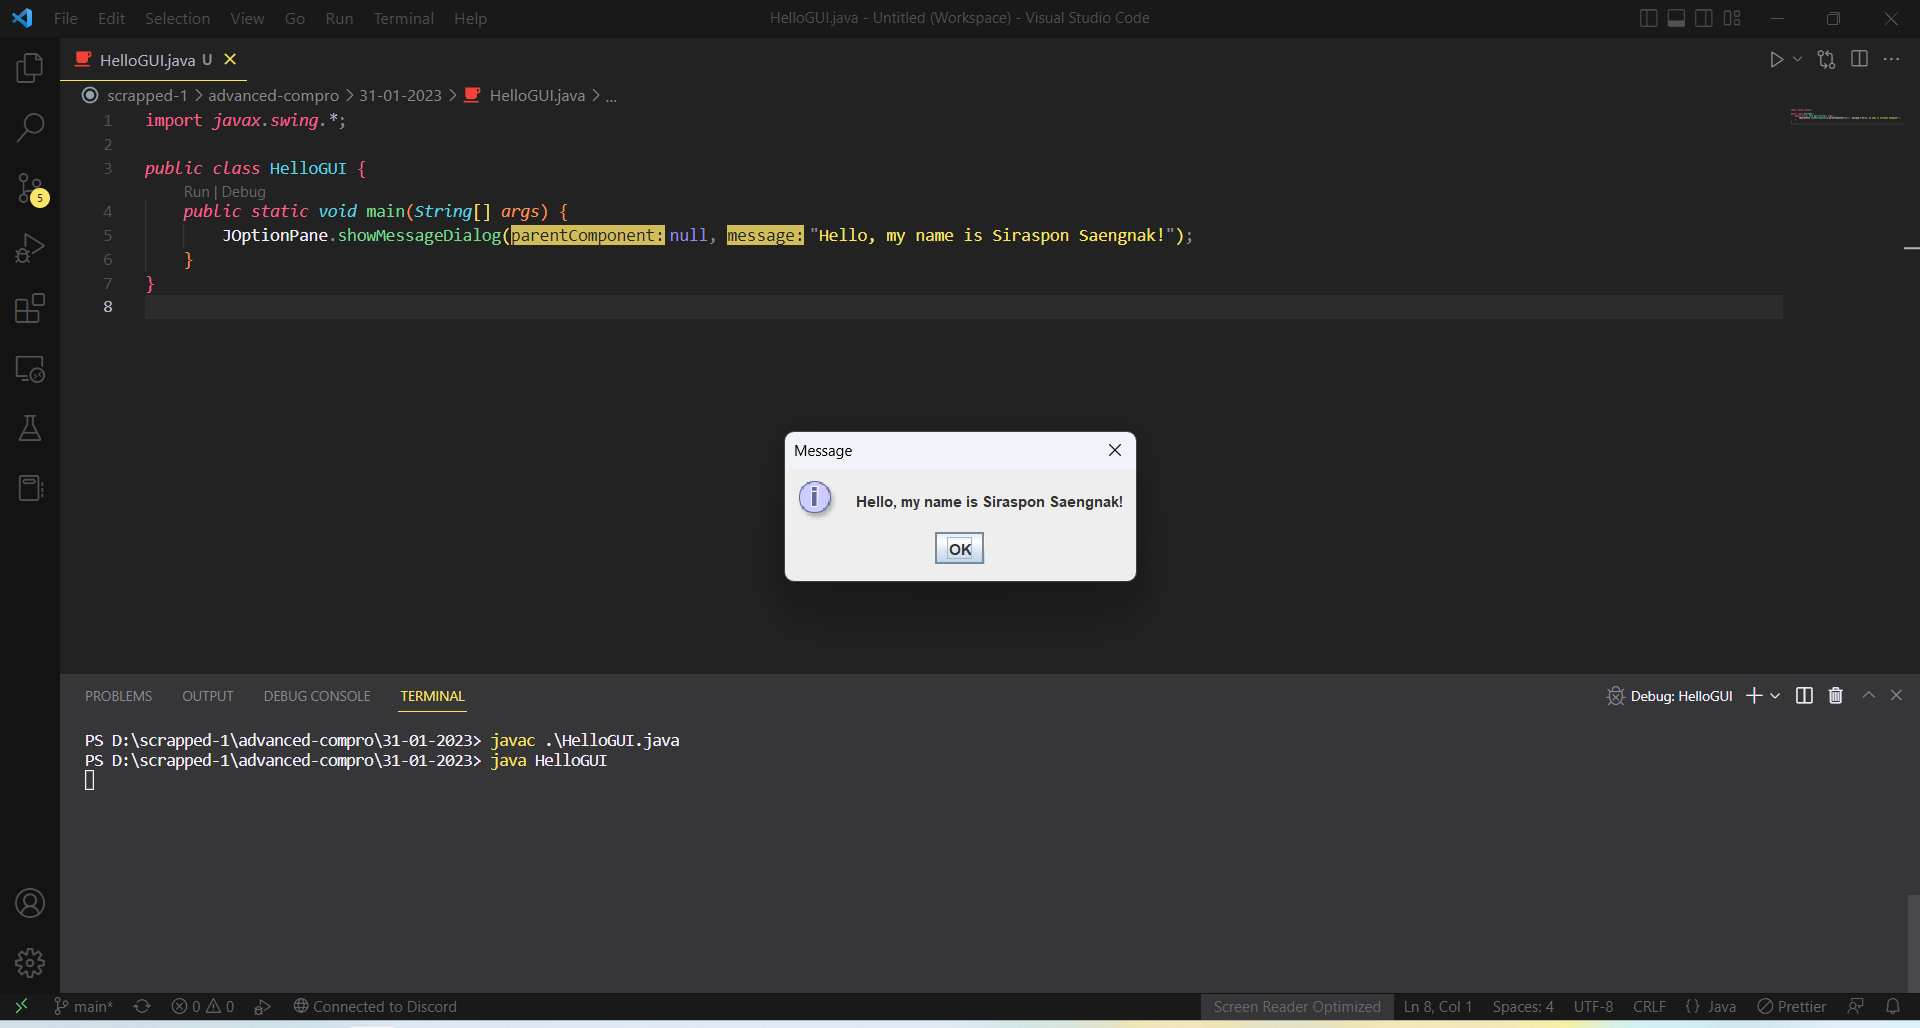 File Edit Selection View Go Run Terminal Help
HelloGUI.java - Untitled (Workspace) - Visual Studio Code
HelloGUI.java U
scrapped-1 > advanced-compro > 31-01-2023 > HelloGUI.java > ...
1 import javax.swing.*;
2
3 public class HelloGUI {
Run | Debug
4 public static void main(String[] args) {
5 JOptionPane.showMessageDialog(parentComponent: null, message: "Hello, my name is Siraspon Saengnak!");
6 }
7 }
8
5
Message
Hello, my name is Siraspon Saengnak!
OK
PROBLEMS OUTPUT DEBUG CONSOLE TERMINAL
Debug: HelloGUI
PS D:\scrapped-1\advanced-compro\31-01-2023> javac .\HelloGUI.java
PS D:\scrapped-1\advanced-compro\31-01-2023> java HelloGUI
main* 0 0 Connected to Discord
Screen Reader Optimized Ln 8, Col 1 Spaces: 4 UTF-8 CRLF {} Java Prettier